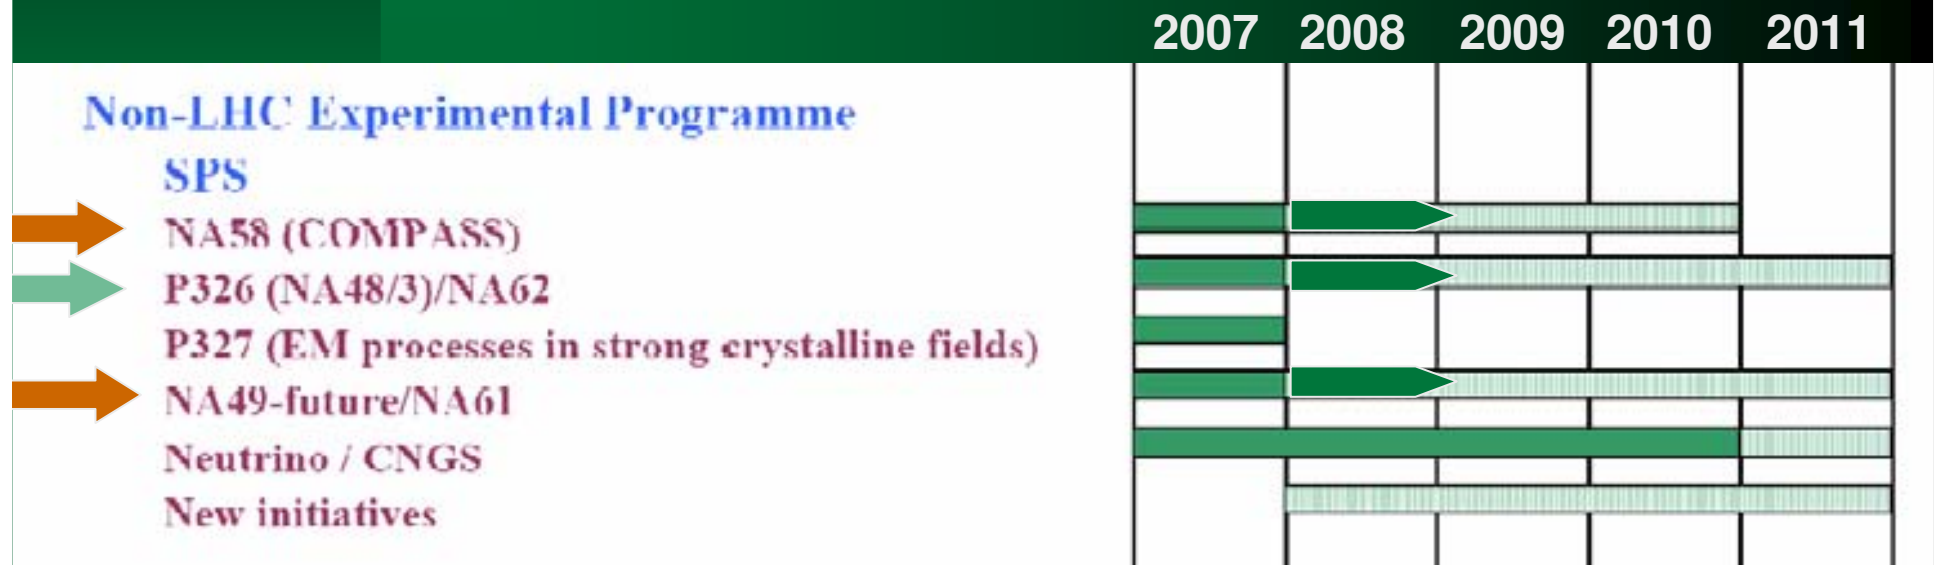 2007 2008 2009 2010 2011
Non-LHC Experimental Programme
SPS
NA58 (COMPASS)
P326 (NA48/3)/NA62
P327 (EM processes in strong crystalline fields)
NA49-future/NA61
Neutrino / CNGS
New initiatives